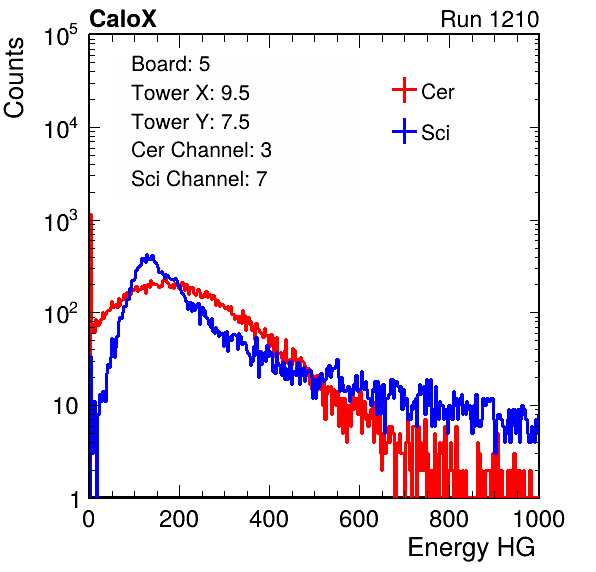 CaloX
Run 1210
Counts
Board: 5
Tower X: 9.5
Tower Y: 7.5
Cer Channel: 3
Sci Channel: 7
Cer
Sci
10^5
10^4
10^3
10^2
10
1
0 200 400 600 800 1000
Energy HG